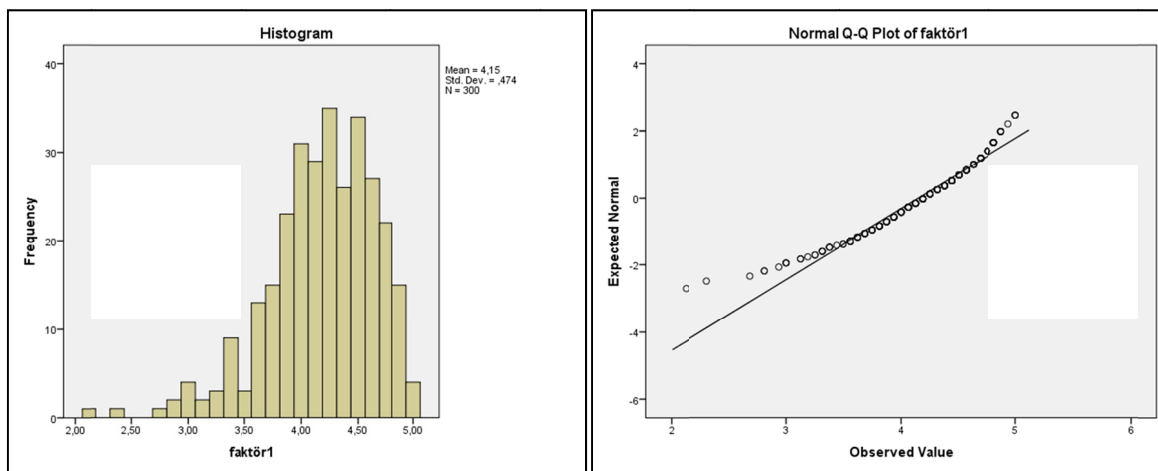 Histogram
Mean = 4,15
Std. Dev. = ,474
N = 300
40
30
20
10
0
Frequency
2,00 2,50 3,00 3,50 4,00 4,50 5,00
faktör1
Normal Q-Q Plot of faktör1
4
2
0
-2
-4
-6
Expected Normal
2 3 4 5 6
Observed Value